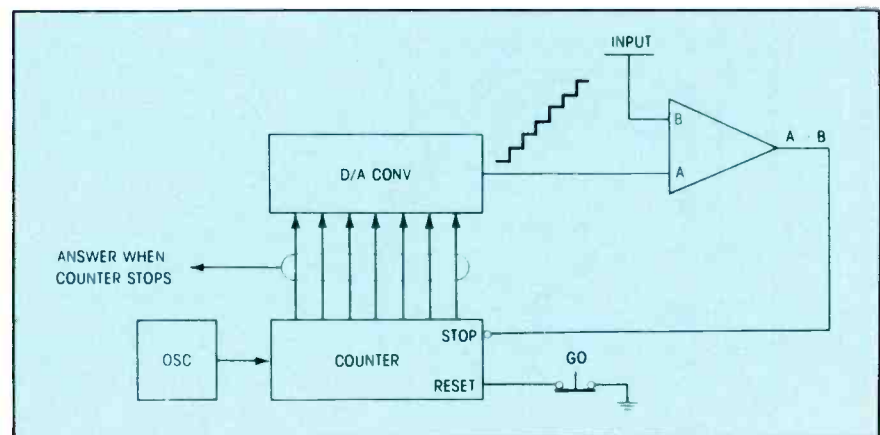 INPUT
B
A
A B
D/A CONV
ANSWER WHEN
COUNTER STOPS
STOP
OSC
COUNTER
GO
RESET